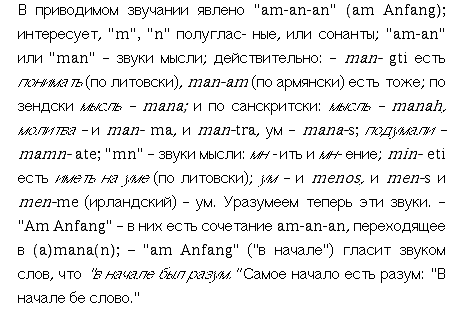 В приводимом звучании явлено "am-an-an" (am Anfang);
интересует, "m", "n" полуглас- ные, или сонанты; "am-an"
или "man" – звуки мысли; действительно: – man- gti есть
понимать (по литовски), man-am (по армянски) есть тоже; по
зендски мысль – mana; и по санскритски: мысль – manah,
молитва – и man- ma, и man-tra, ум – mana-s; подумали –
mamn- ate; "mn" – звуки мысли: мн -ить и мн- ение; min- eti
есть иметь на уме (по литовски); ум – и menos, и men-s и
men-me (ирландский) – ум. Уразумеем теперь эти звуки. –
"Am Anfang" – в них есть сочетание am-an-an, переходящее
в (a)mana(n); – "am Anfang" ("в начале") гласит звуком
слов, что "в начале был разум." Самое начало есть разум: "В
начале бе слово."